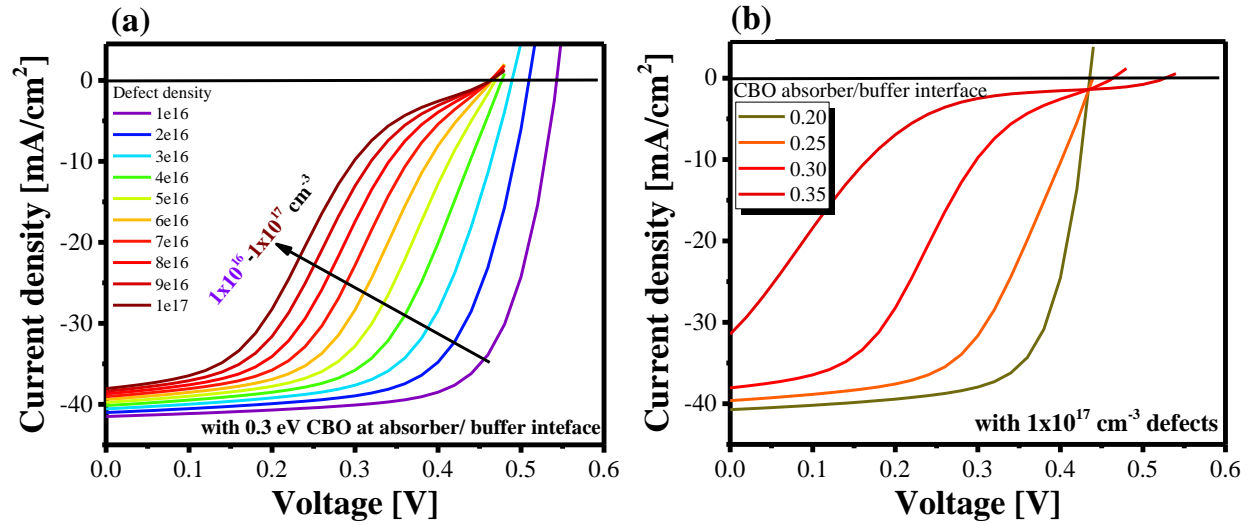 (a)
Current density [mA/cm²]
0
-10
-20
-30
-40
Defect density
1e16
2e16
3e16
4e16
5e16
6e16
7e16
8e16
9e16
1e17
1x10¹⁶ -1x10¹⁷ cm⁻³
with 0.3 eV CBO at absorber/ buffer inteface
0.0 0.1 0.2 0.3 0.4 0.5 0.6
Voltage [V]
(b)
Current density [mA/cm²]
0
-10
-20
-30
-40
CBO absorber/buffer interface
0.20
0.25
0.30
0.35
with 1x10¹⁷ cm⁻³ defects
0.0 0.1 0.2 0.3 0.4 0.5 0.6
Voltage [V]